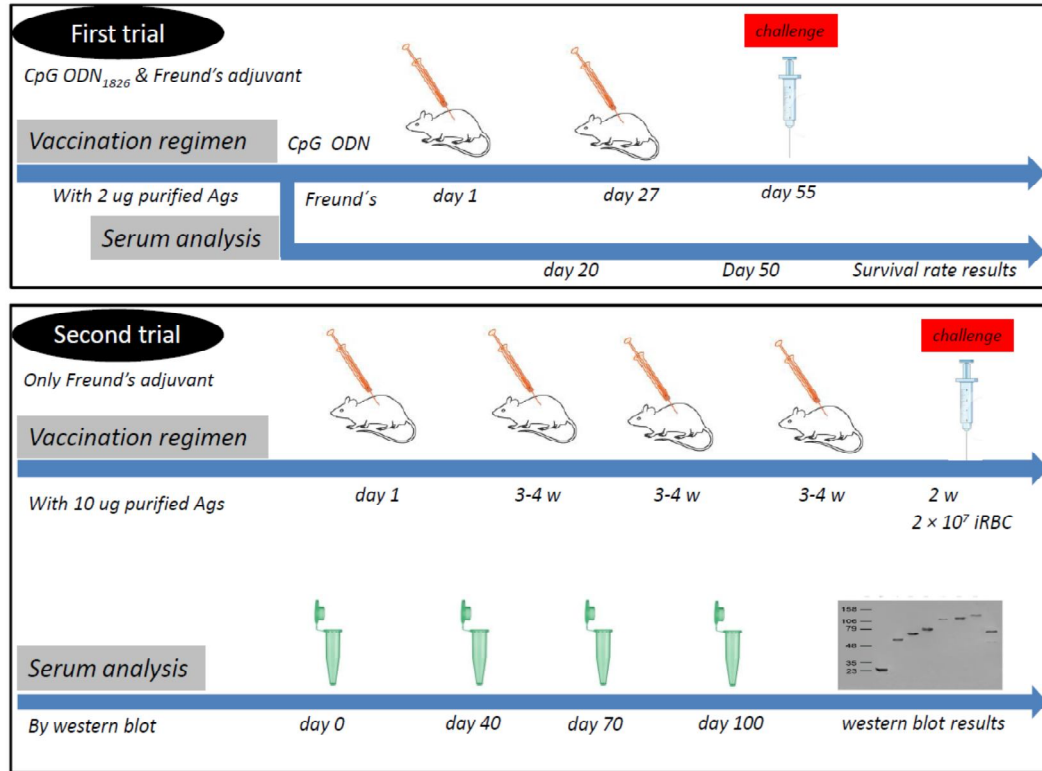 First trial
challenge
CpG ODN1826 & Freund's adjuvant
Vaccination regimen
CpG ODN
With 2 ug purified Ags
Freund´s
day 1
day 27
day 55
Serum analysis
day 20
Day 50
Survival rate results
Second trial
challenge
Only Freund's adjuvant
Vaccination regimen
With 10 ug purified Ags
day 1
3-4 w
3-4 w
3-4 w
2 w
2 × 10⁷ iRBC
158
106
79
48
35
23
Serum analysis
By western blot
day 0
day 40
day 70
day 100
western blot results